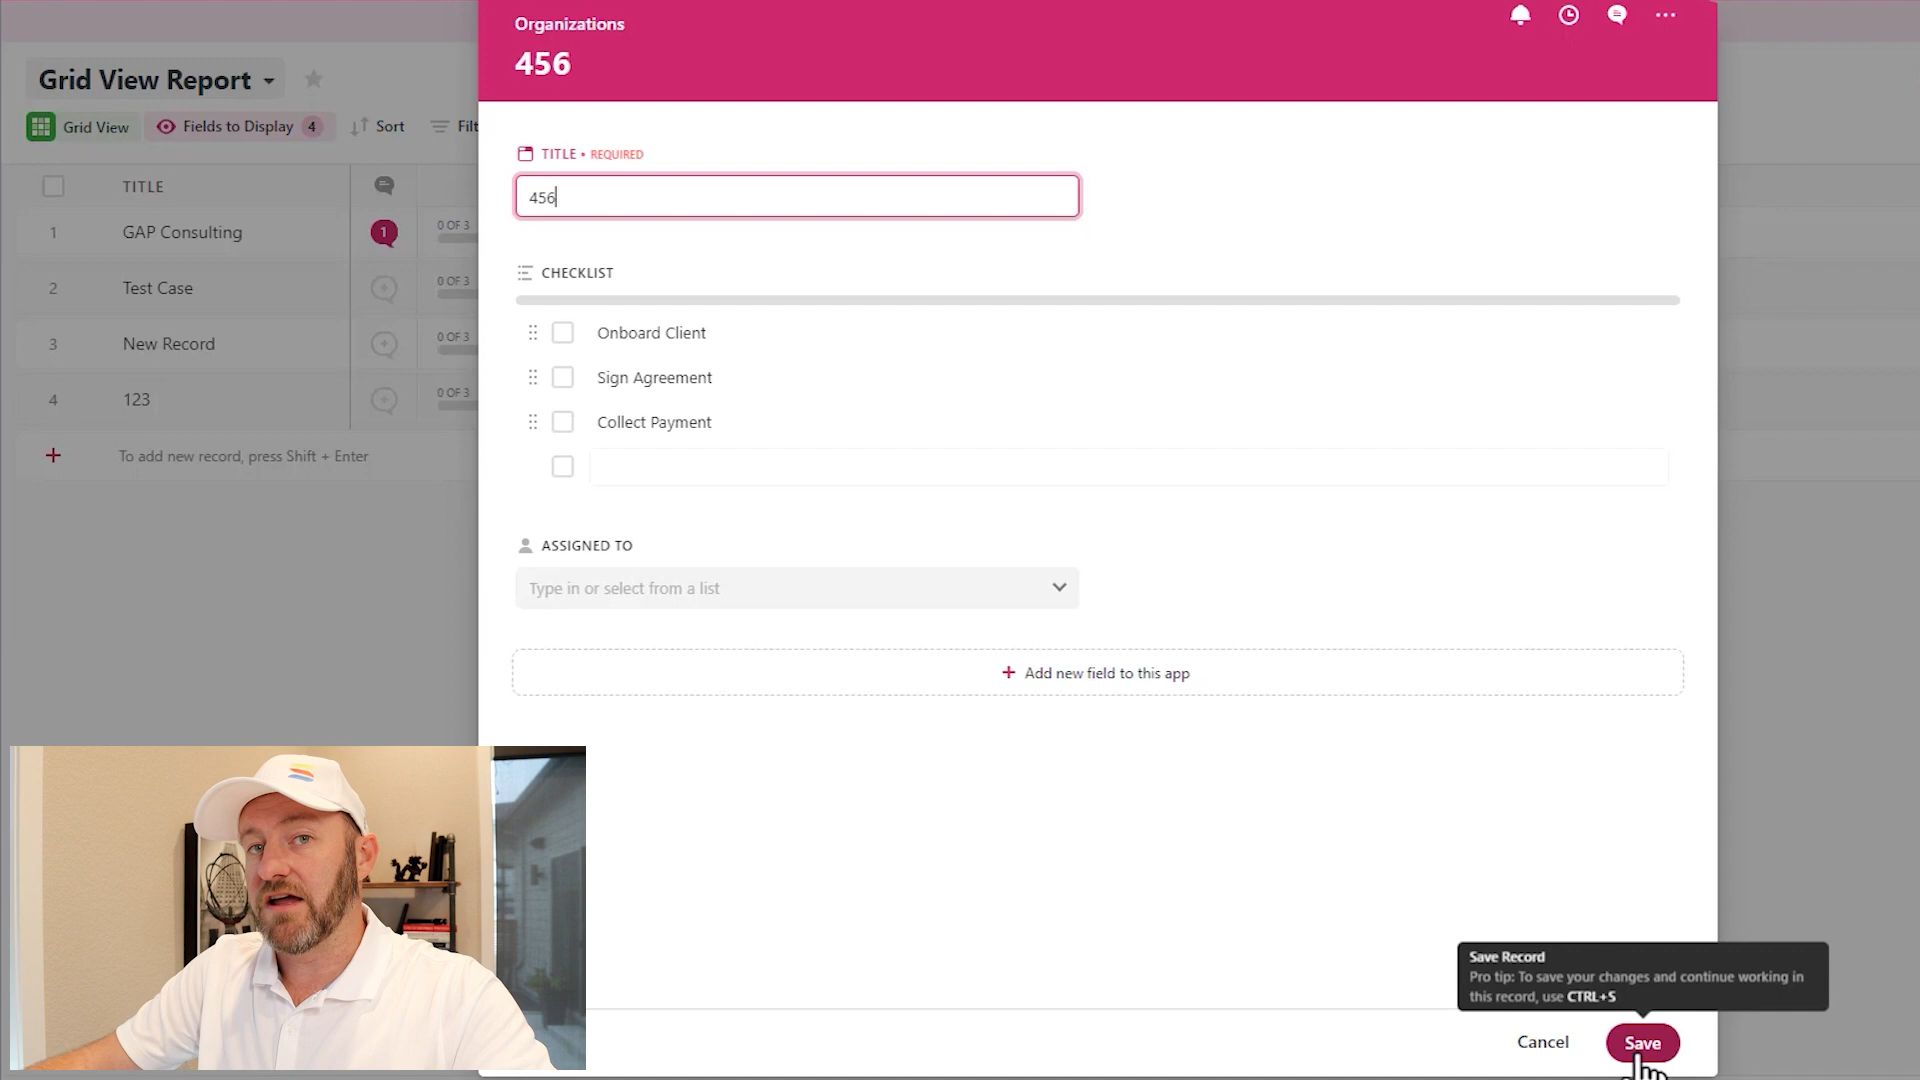 Organizations
456
Grid View Report
Grid View
Fields to Display 4
Sort
Filt
TITLE
1 GAP Consulting 1 0 OF 3
2 Test Case 0 OF 3
3 New Record 0 OF 3
4 123 0 OF 3
To add new record, press Shift + Enter
TITLE • REQUIRED
456
CHECKLIST
Onboard Client
Sign Agreement
Collect Payment
ASSIGNED TO
Type in or select from a list
+ Add new field to this app
Save Record
Pro tip: To save your changes and continue working in
this record, use CTRL+S
Cancel
Save